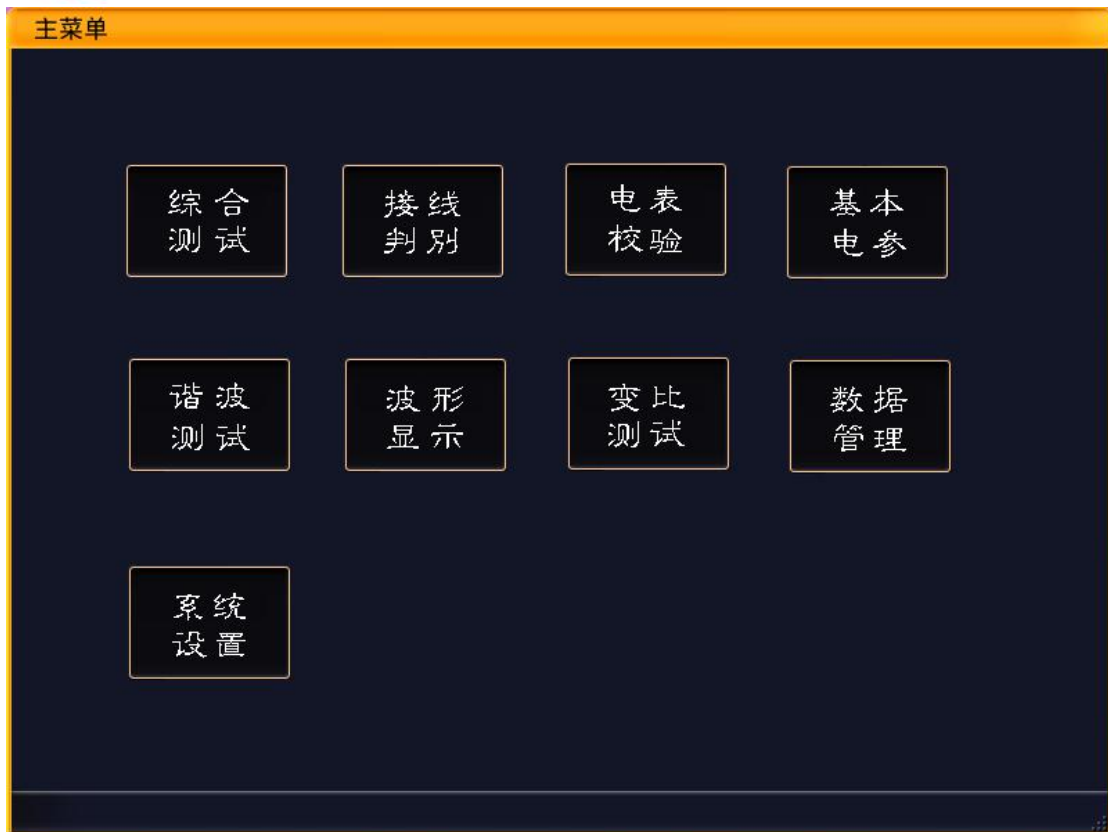 主菜单
综合
测试
接线
判别
电表
校验
基本
电参
谐波
测试
波形
显示
变比
测试
数据
管理
系统
设置